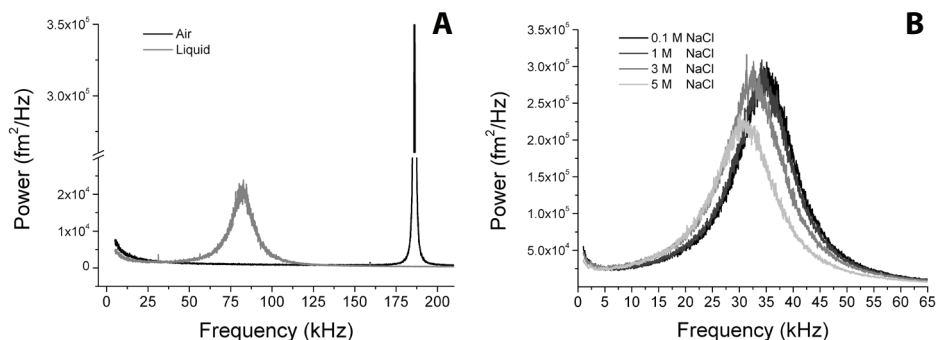 A
Air
Liquid
3.5x10⁵
3.0x10⁵
2x10⁴
1x10⁴
0
Power (fm²/Hz)
0 25 50 75 100 125 150 175 200
Frequency (kHz)
B
0.1 M NaCl
1 M NaCl
3 M NaCl
5 M NaCl
3.5x10⁵
3.0x10⁵
2.5x10⁵
2.0x10⁵
1.5x10⁵
1.0x10⁵
5.0x10⁴
Power (fm²/Hz)
0 5 10 15 20 25 30 35 40 45 50 55 60 65
Frequency (kHz)